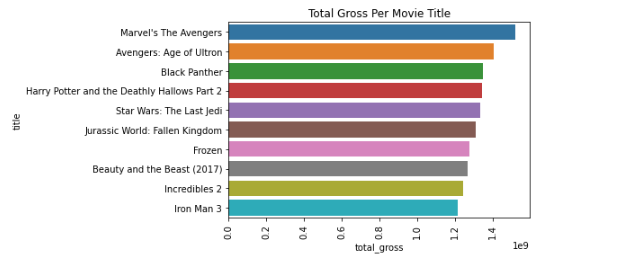 Total Gross Per Movie Title
Marvel's The Avengers
Avengers: Age of Ultron
Black Panther
Harry Potter and the Deathly Hallows Part 2
Star Wars: The Last Jedi
Jurassic World: Fallen Kingdom
Frozen
Beauty and the Beast (2017)
Incredibles 2
Iron Man 3
title
0.0 0.2 0.4 0.6 0.8 1.0 1.2 1.4
1e9
total_gross